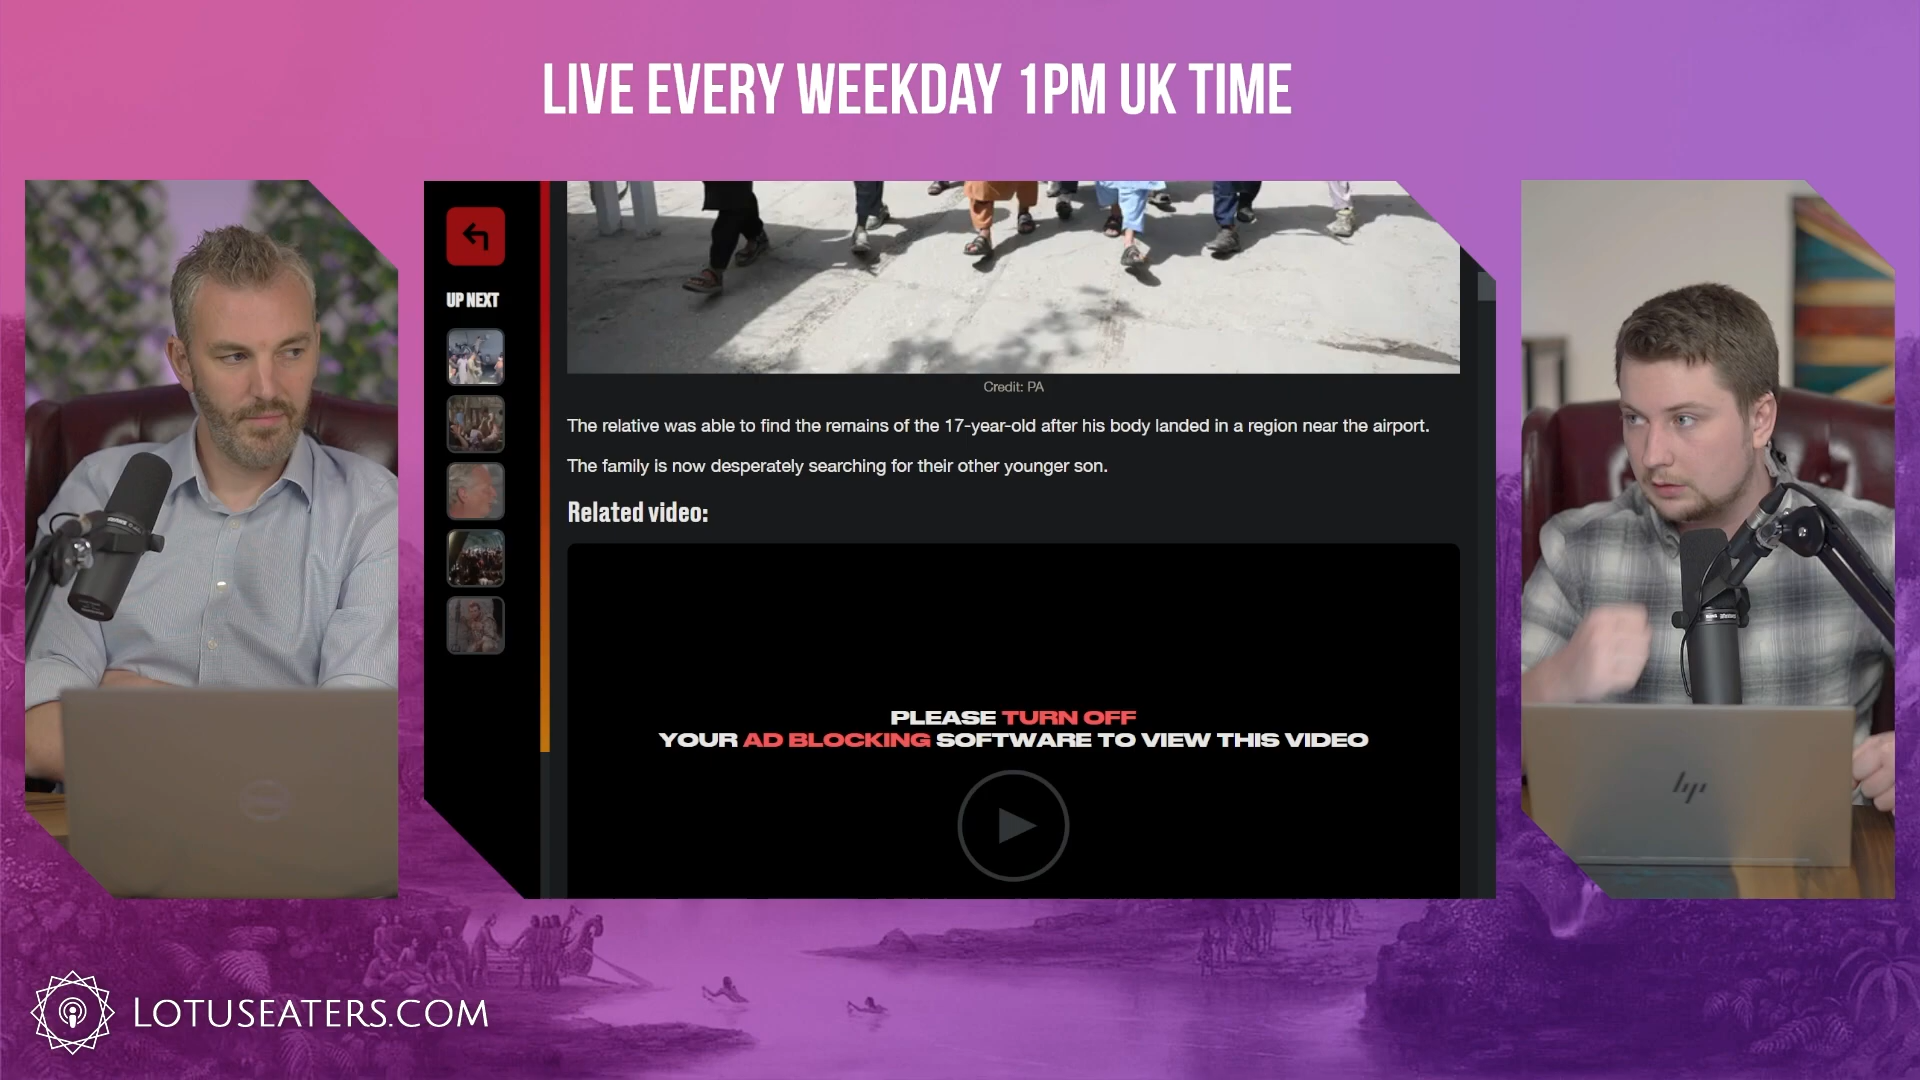 LIVE EVERY WEEKDAY 1PM UK TIME
UP NEXT
Credit: PA
The relative was able to find the remains of the 17-year-old after his body landed in a region near the airport.
The family is now desperately searching for their other younger son.
Related video:
PLEASE TURN OFF
YOUR AD BLOCKING SOFTWARE TO VIEW THIS VIDEO
hp
LOTUSEATERS.COM